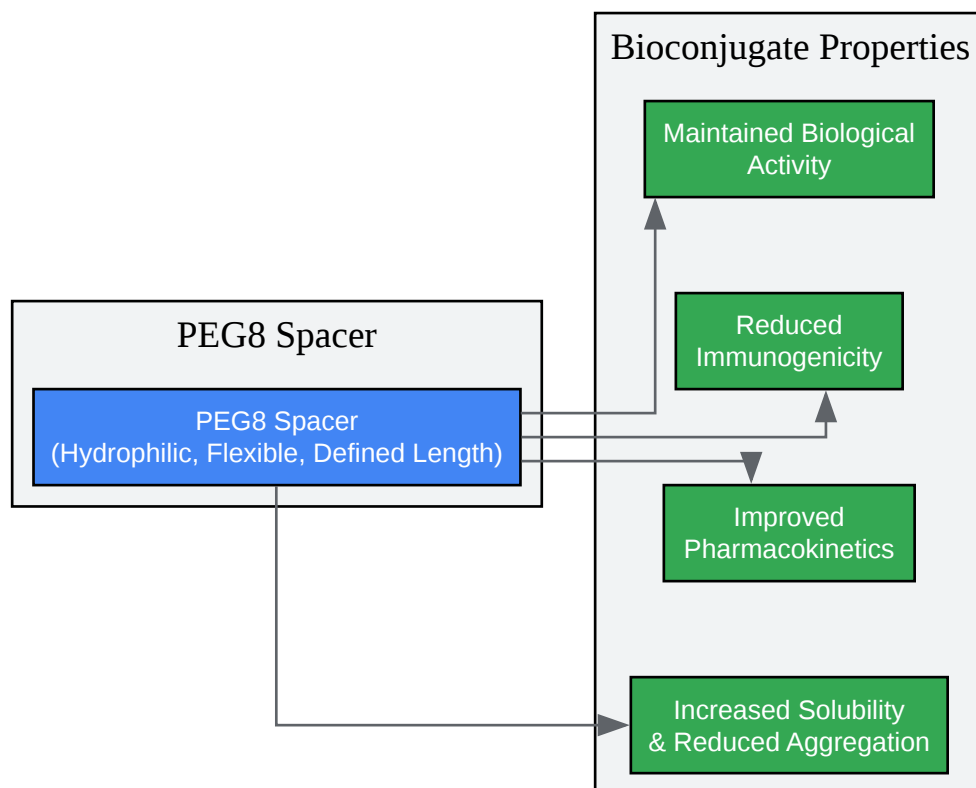 Bioconjugate Properties
Maintained Biological
Activity
Reduced
Immunogenicity
PEG8 Spacer
PEG8 Spacer
(Hydrophilic, Flexible, Defined Length)
Improved
Pharmacokinetics
Increased Solubility
& Reduced Aggregation